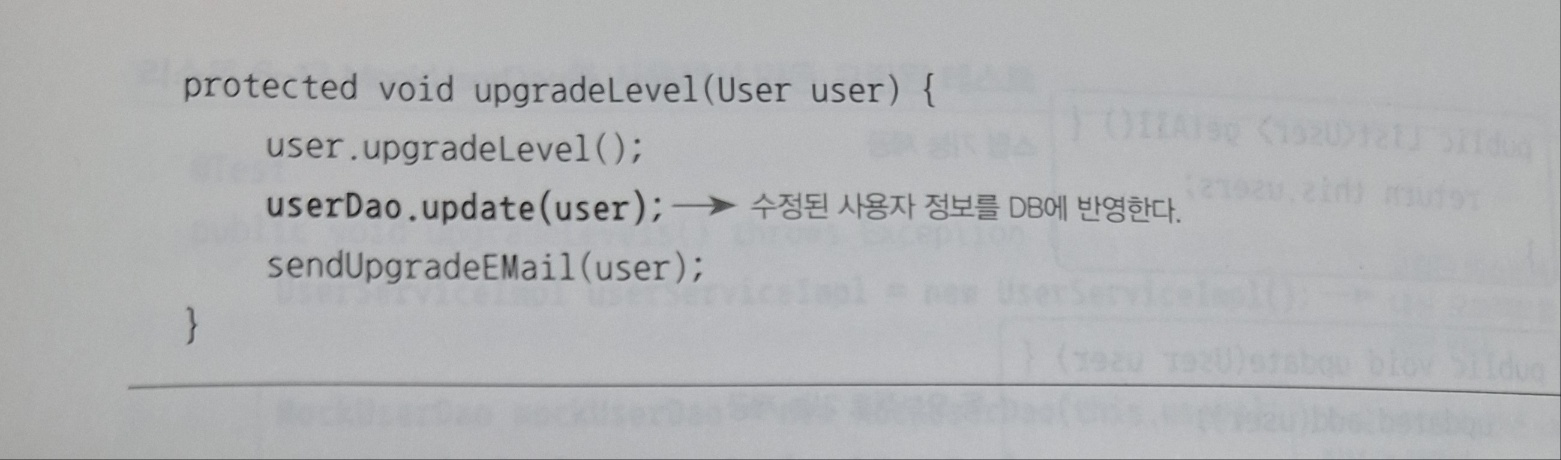 protected void upgradeLevel(User user) {
    user.upgradeLevel();
    userDao.update(user); → 수정된 사용자 정보를 DB에 반영한다.
    sendUpgradeEMail(user);
}